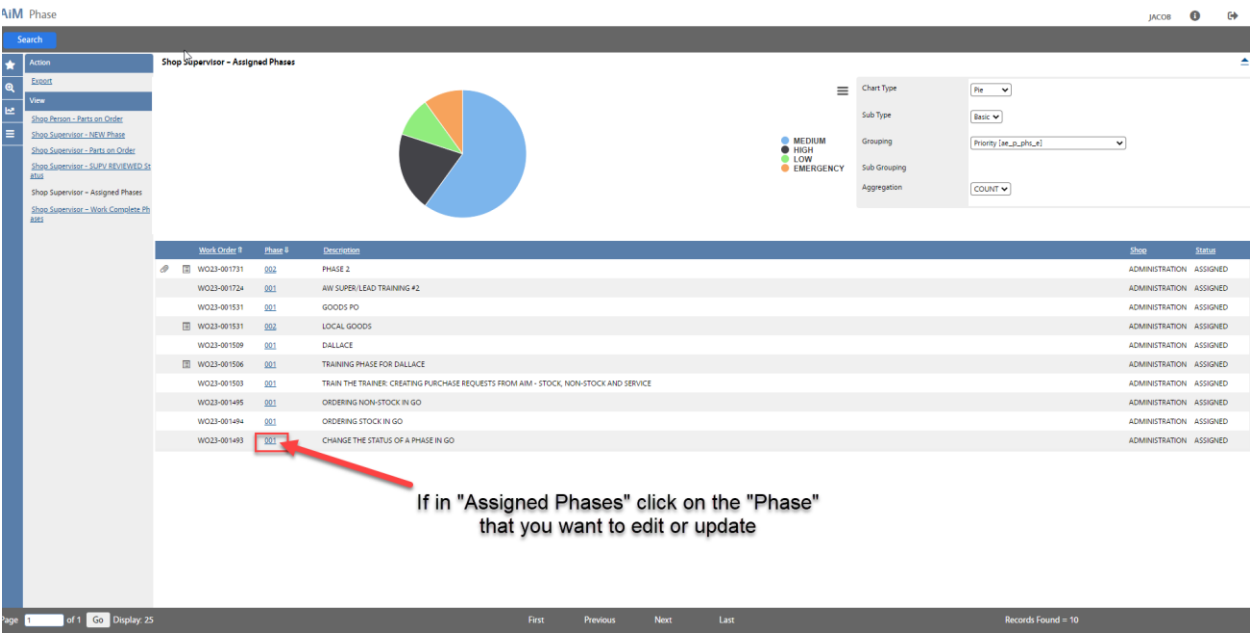 AiM Phase
JACOB
Search
Action
Export
View
Shop Person - Parts on Order
Shop Supervisor - NEW Phase
Shop Supervisor - Parts on Order
Shop Supervisor - SUPV REVIEWED St
atus
Shop Supervisor – Assigned Phases
Shop Supervisor – Work Complete Ph
ases
Shop Supervisor – Assigned Phases
MEDIUM
HIGH
LOW
EMERGENCY
Chart Type Pie
Sub Type Basic
Grouping Priority [ae_p_phs_e]
Sub Grouping
Aggregation COUNT
Work Order Phase Description Shop Status
WO23-001731 002 PHASE 2 ADMINISTRATION ASSIGNED
WO23-001724 001 AW SUPER/LEAD TRAINING #2 ADMINISTRATION ASSIGNED
WO23-001531 001 GOODS PO ADMINISTRATION ASSIGNED
WO23-001531 002 LOCAL GOODS ADMINISTRATION ASSIGNED
WO23-001509 001 DALLACE ADMINISTRATION ASSIGNED
WO23-001506 001 TRAINING PHASE FOR DALLACE ADMINISTRATION ASSIGNED
WO23-001503 001 TRAIN THE TRAINER: CREATING PURCHASE REQUESTS FROM AIM - STOCK, NON-STOCK AND SERVICE ADMINISTRATION ASSIGNED
WO23-001495 001 ORDERING NON-STOCK IN GO ADMINISTRATION ASSIGNED
WO23-001494 001 ORDERING STOCK IN GO ADMINISTRATION ASSIGNED
WO23-001493 001 CHANGE THE STATUS OF A PHASE IN GO ADMINISTRATION ASSIGNED
If in "Assigned Phases" click on the "Phase"
that you want to edit or update
Page 1 of 1 Go Display: 25 First Previous Next Last Records Found = 10